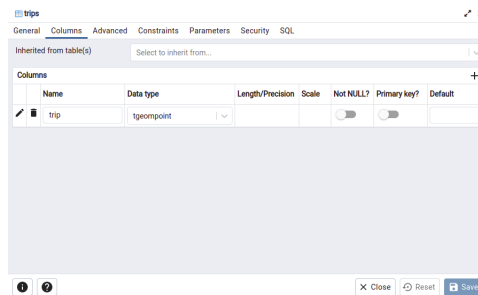 trips
General Columns Advanced Constraints Parameters Security SQL
Inherited from table(s) Select to inherit from...
Columns
Name Data type Length/Precision Scale Not NULL? Primary key? Default
trip tgeompoint
Close Reset Save